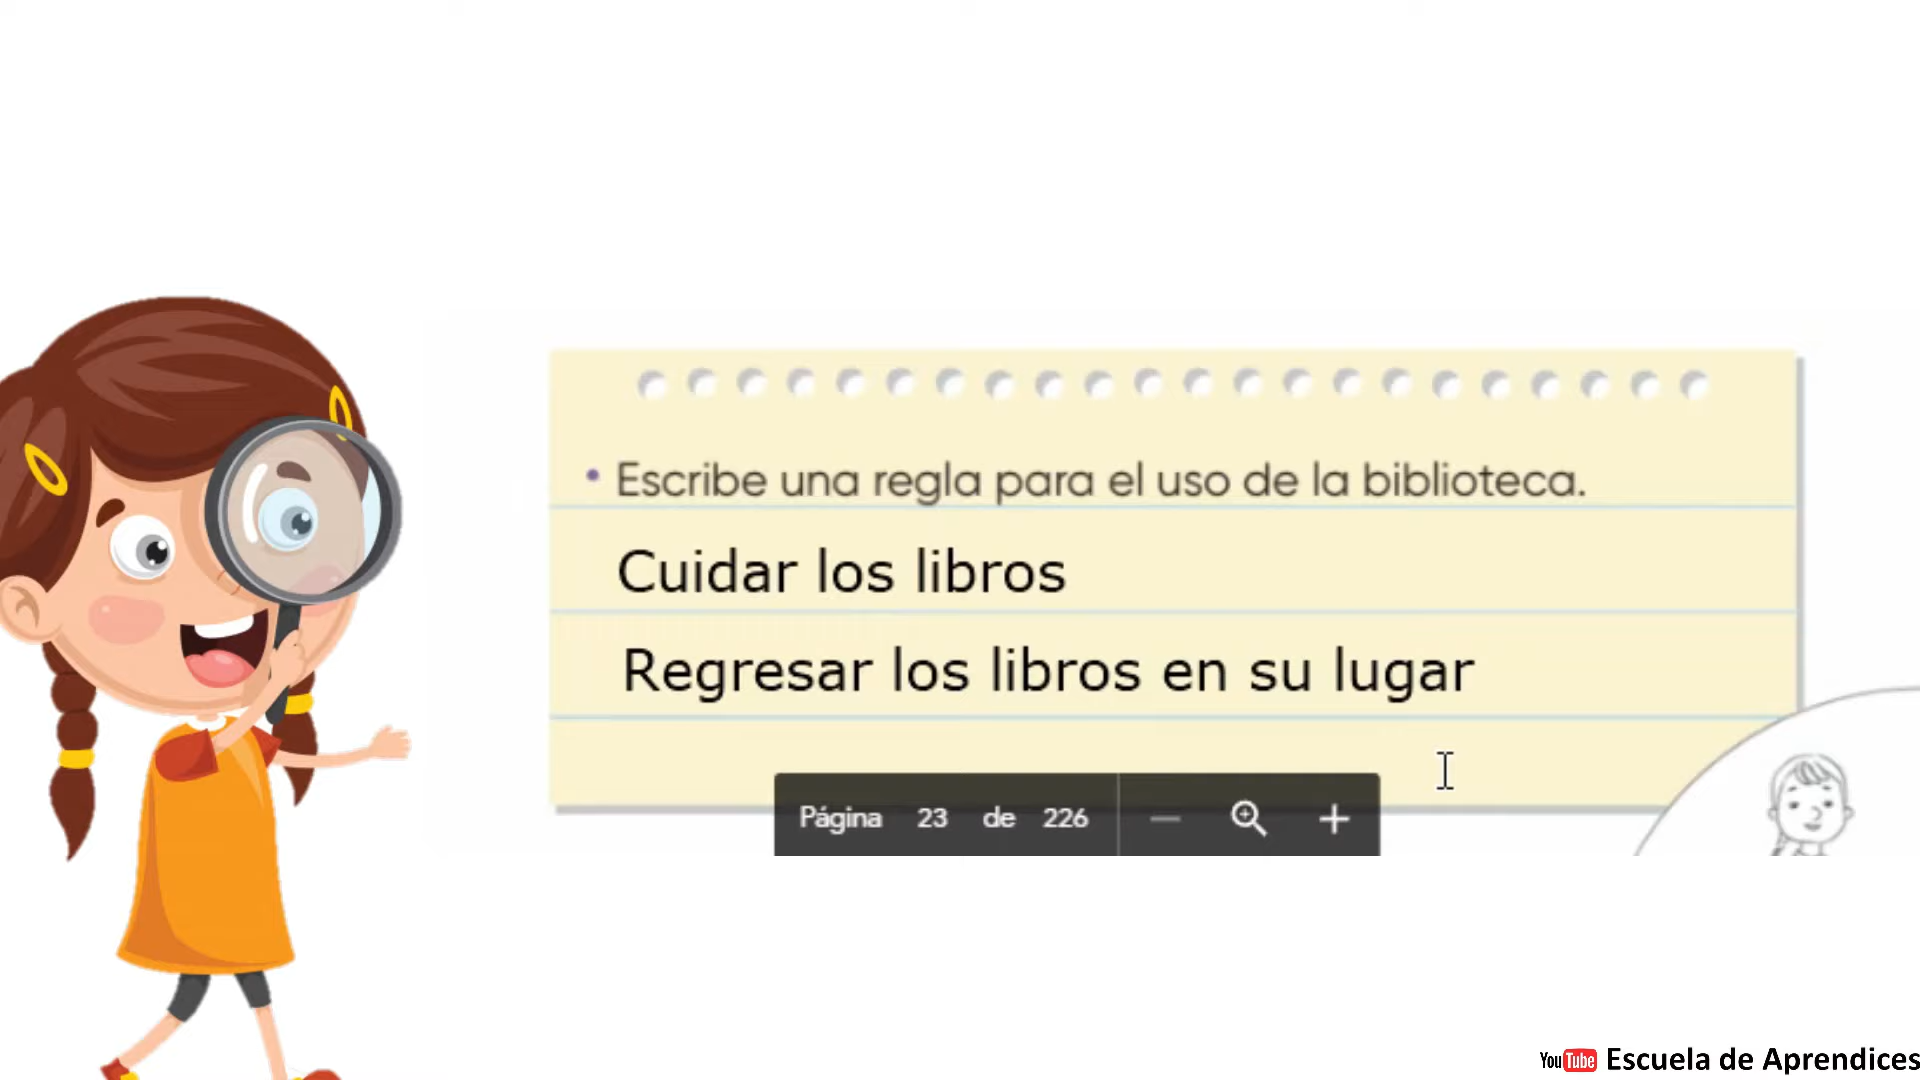 • Escribe una regla para el uso de la biblioteca.
Cuidar los libros
Regresar los libros en su lugar
Página 23 de 226
YouTube Escuela de Aprendices